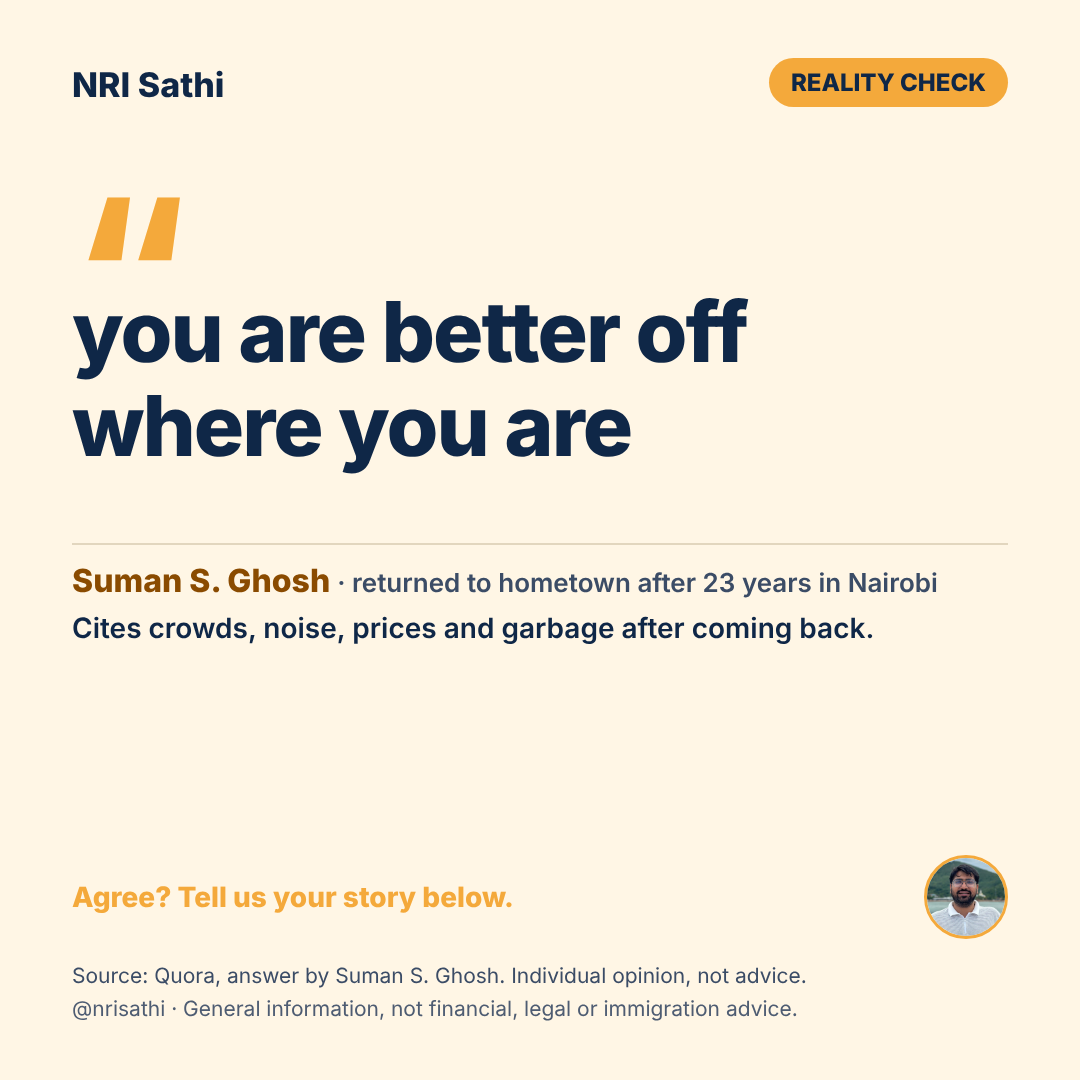 NRI Sathi
REALITY CHECK
“
you are better off
where you are
Suman S. Ghosh · returned to hometown after 23 years in Nairobi
Cites crowds, noise, prices and garbage after coming back.
Agree? Tell us your story below.
Source: Quora, answer by Suman S. Ghosh. Individual opinion, not advice.
@nrisathi · General information, not financial, legal or immigration advice.